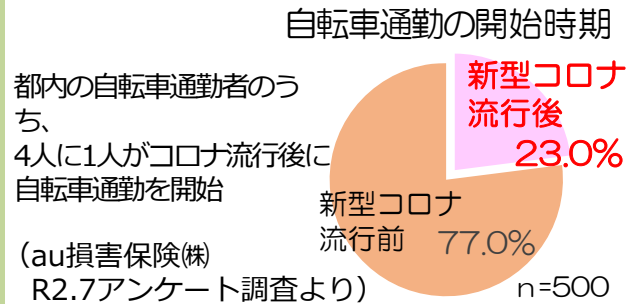 自転車通勤の開始時期
都内の自転車通勤者のう
ち、
4人に1人がコロナ流行後に
自転車通勤を開始
（au損害保険㈱
R2.7アンケート調査より）
新型コロナ
流行後
23.0%
新型コロナ
流行前 77.0%
n=500